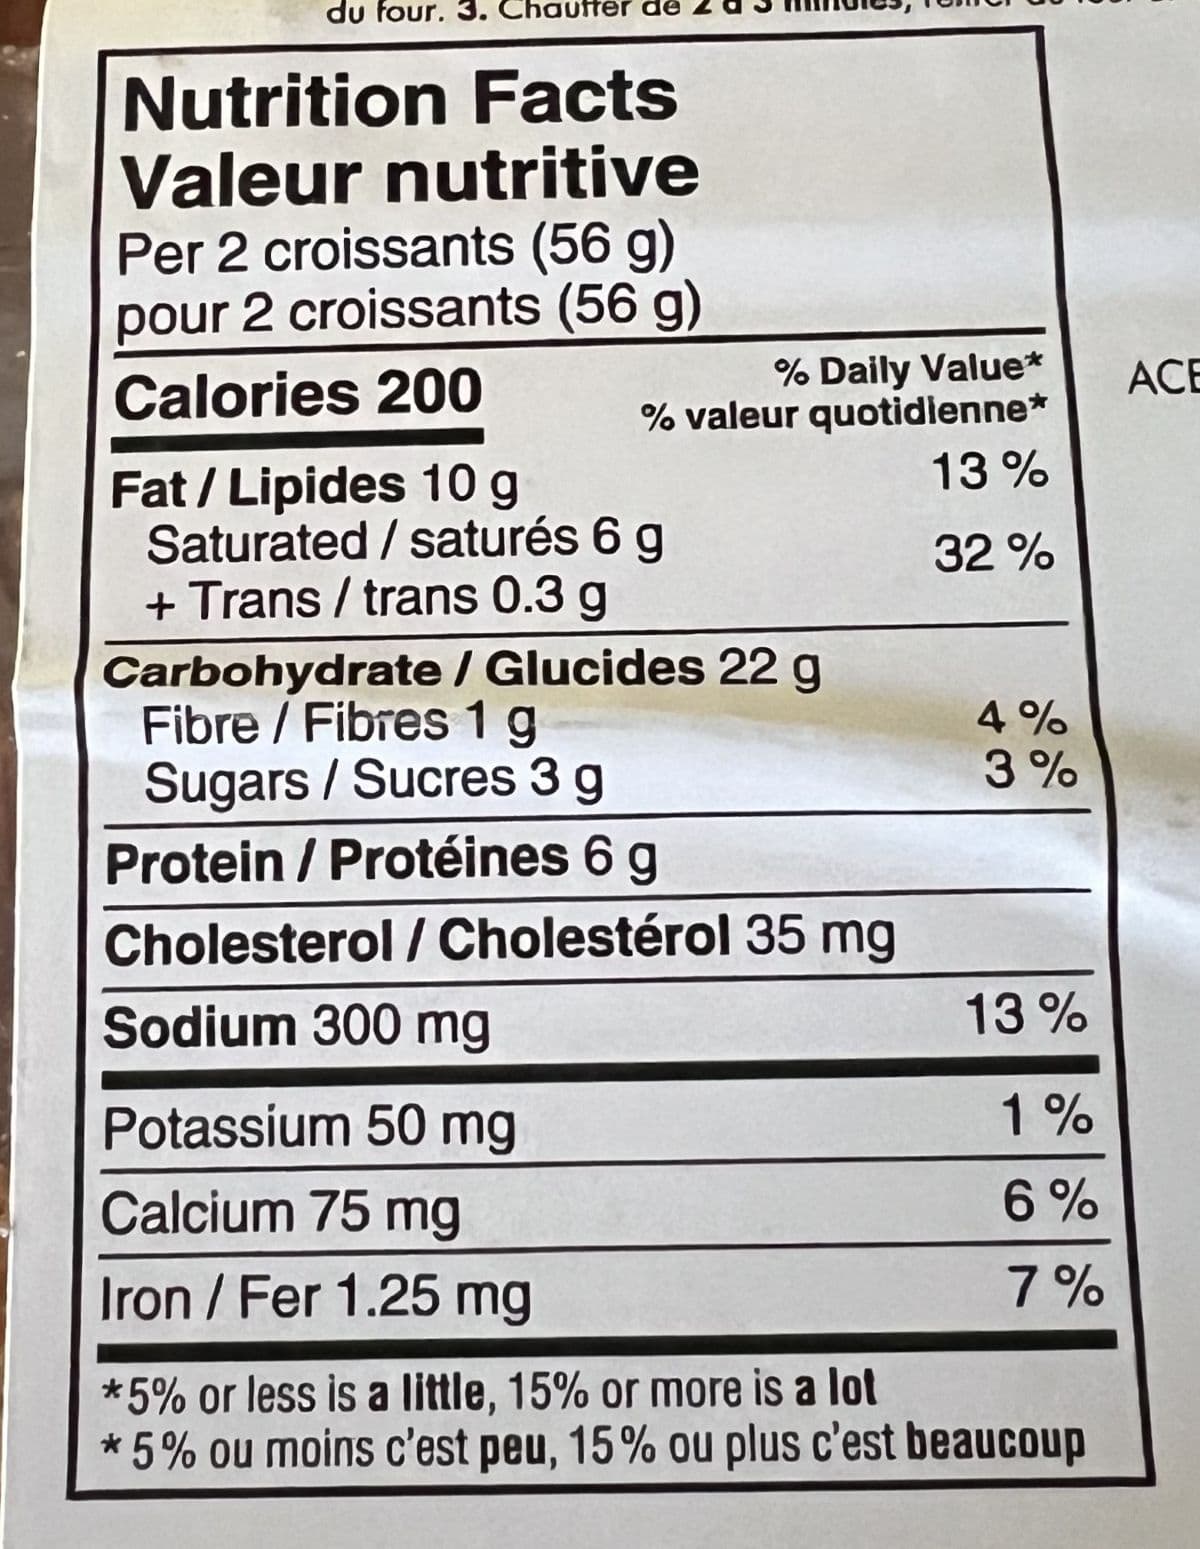 du four. 3. Chauffer de 2 à 3 minutes,
Nutrition Facts
Valeur nutritive
Per 2 croissants (56 g)
pour 2 croissants (56 g)
Calories 200
% Daily Value*
% valeur quotidienne*
Fat / Lipides 10 g 13 %
Saturated / saturés 6 g
+ Trans / trans 0.3 g 32 %
Carbohydrate / Glucides 22 g
Fibre / Fibres 1 g 4 %
Sugars / Sucres 3 g 3 %
Protein / Protéines 6 g
Cholesterol / Cholestérol 35 mg
Sodium 300 mg 13 %
Potassium 50 mg 1 %
Calcium 75 mg 6 %
Iron / Fer 1.25 mg 7 %
*5% or less is a little, 15% or more is a lot
* 5% ou moins c'est peu, 15% ou plus c'est beaucoup